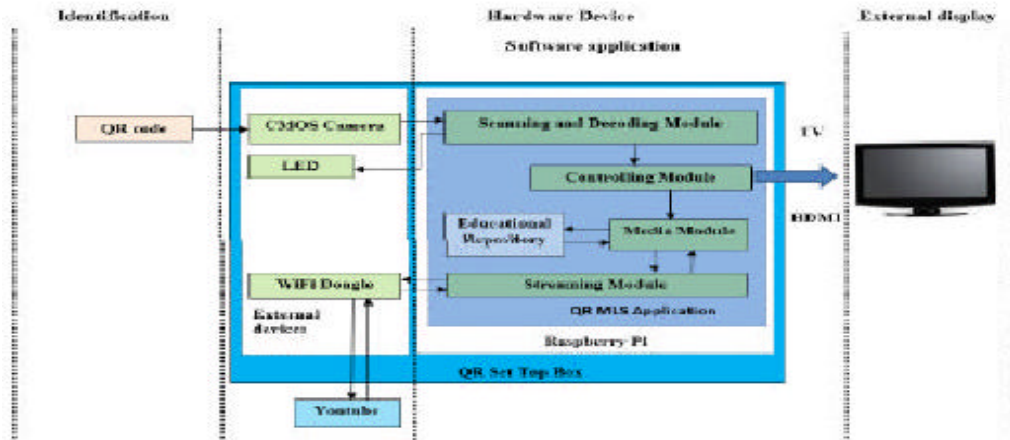 Identification
Hardware Device
External display
Software application
QR code
CMOS Camera
Scanning and Decoding Module
TV
LED
Controlling Module
HDMI
Educational
Repository
Media Module
WiFi Dongle
Streaming Module
External
devices
QR MLS Application
Raspberry Pi
QR Set Top Box
Youtube